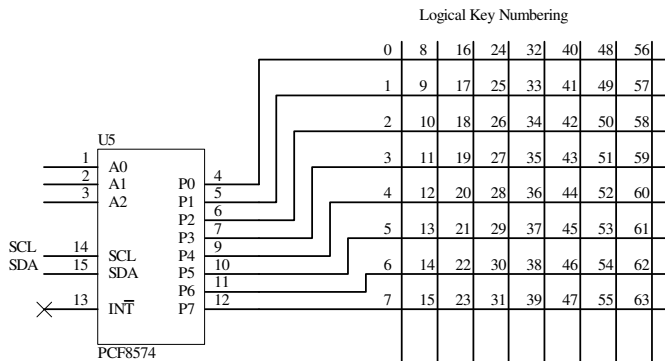 Logical Key Numbering
0 8 16 24 32 40 48 56
1 9 17 25 33 41 49 57
2 10 18 26 34 42 50 58
3 11 19 27 35 43 51 59
4 12 20 28 36 44 52 60
5 13 21 29 37 45 53 61
6 14 22 30 38 46 54 62
7 15 23 31 39 47 55 63
U5
1 A0
2 A1
3 A2
SCL 14 SCL
SDA 15 SDA
13 INT
P0 4
P1 5
P2 6
P3 7
P4 9
P5 10
P6 11
P7 12
PCF8574